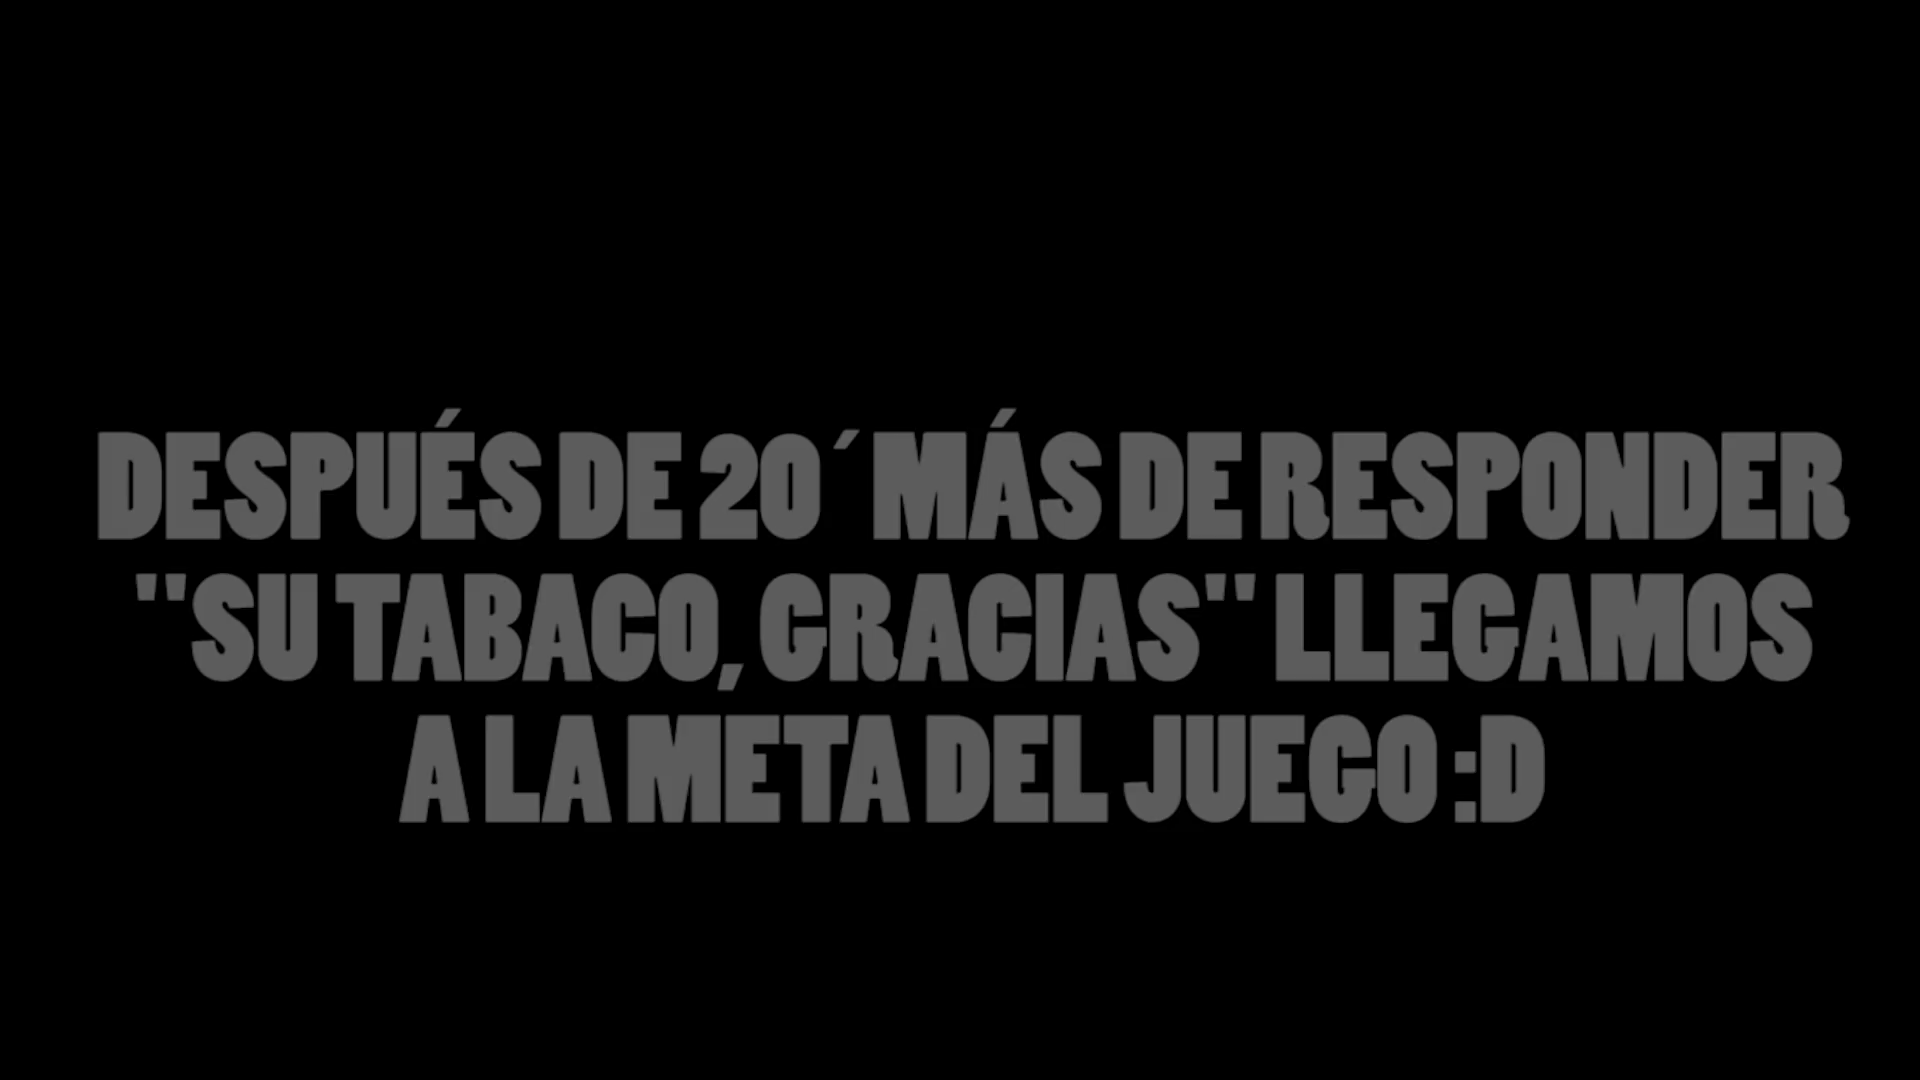 DESPUÉS DE 20´ MÁS DE RESPONDER
"SU TABACO, GRACIAS" LLEGAMOS
A LA META DEL JUEGO :D